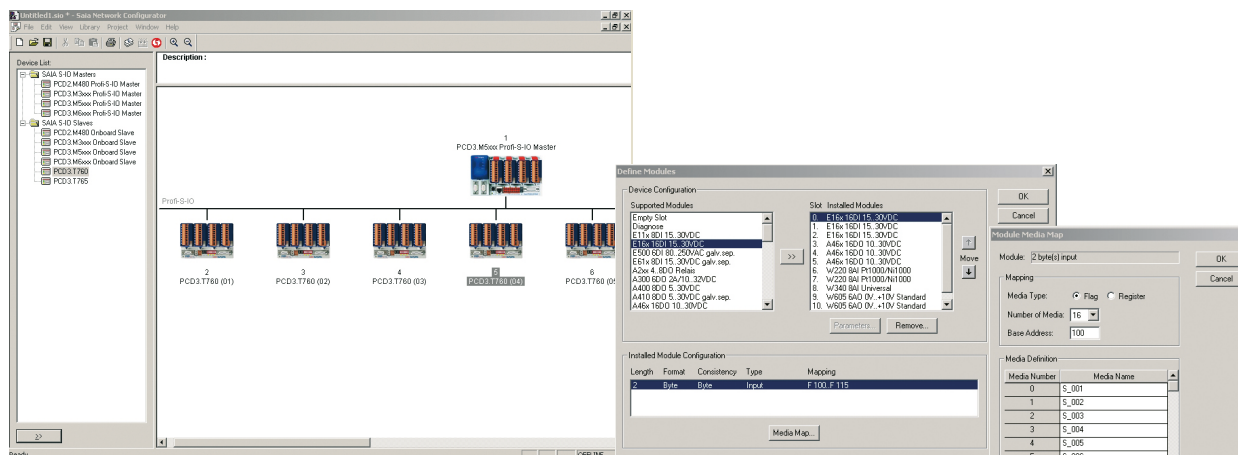 Untitled1.sio * - Saia Network Configurator
File Edit View Library Project Window Help
Device List:
SAIA S-IO Masters
PCD2.M480 Profi-S-IO Master
PCD3.M3xxx Profi-S-IO Master
PCD3.M5xxx Profi-S-IO Master
PCD3.M6xxx Profi-S-IO Master
SAIA S-IO Slaves
PCD2.M480 Onboard Slave
PCD3.M3xxx Onboard Slave
PCD3.M5xxx Onboard Slave
PCD3.M6xxx Onboard Slave
PCD3.T760
PCD3.T765
>>
Description :
1
PCD3.M5xxx Profi-S-IO Master
Profi-S-IO
2
PCD3.T760 (01)
3
PCD3.T760 (02)
4
PCD3.T760 (03)
5
PCD3.T760 (04)
6
PCD3.T760 (05
Ready
OFFLINE
Define Modules
Device Configuration
Supported Modules
Empty Slot
Diagnose
E11x 8DI 15..30VDC
E16x 16DI 15..30VDC
E500 6DI 80..250VAC galv.sep.
E61x 8DI 15..30VDC galv.sep.
A2xx 4..8DO Relais
A300 6DO 2A/10..32VDC
A400 8DO 5..30VDC
A410 8DO 5..30VDC galv.sep.
A46x 16DO 10..30VDC
>>
Slot Installed Modules
0. E16x 16DI 15..30VDC
1. E16x 16DI 15..30VDC
2. E16x 16DI 15..30VDC
3. A46x 16DO 10..30VDC
4. A46x 16DO 10..30VDC
5. A46x 16DO 10..30VDC
6. W220 8AI Pt1000/Ni1000
7. W220 8AI Pt1000/Ni1000
8. W340 8AI Universal
9. W605 6AO 0V..+10V Standard
10. W605 6AO 0V..+10V Standard
Move
OK
Cancel
Parameters...
Remove...
Installed Module Configuration
Length Format Consistency Type Mapping
2 Byte Byte Input F 100..F 115
Media Map...
Module Media Map
Module: 2 byte(s) input
OK
Cancel
Mapping
Media Type: Flag Register
Number of Media: 16
Base Address: 100
Media Definition
Media Number Media Name
0 S_001
1 S_002
2 S_003
3 S_004
4 S_005
5 S_006